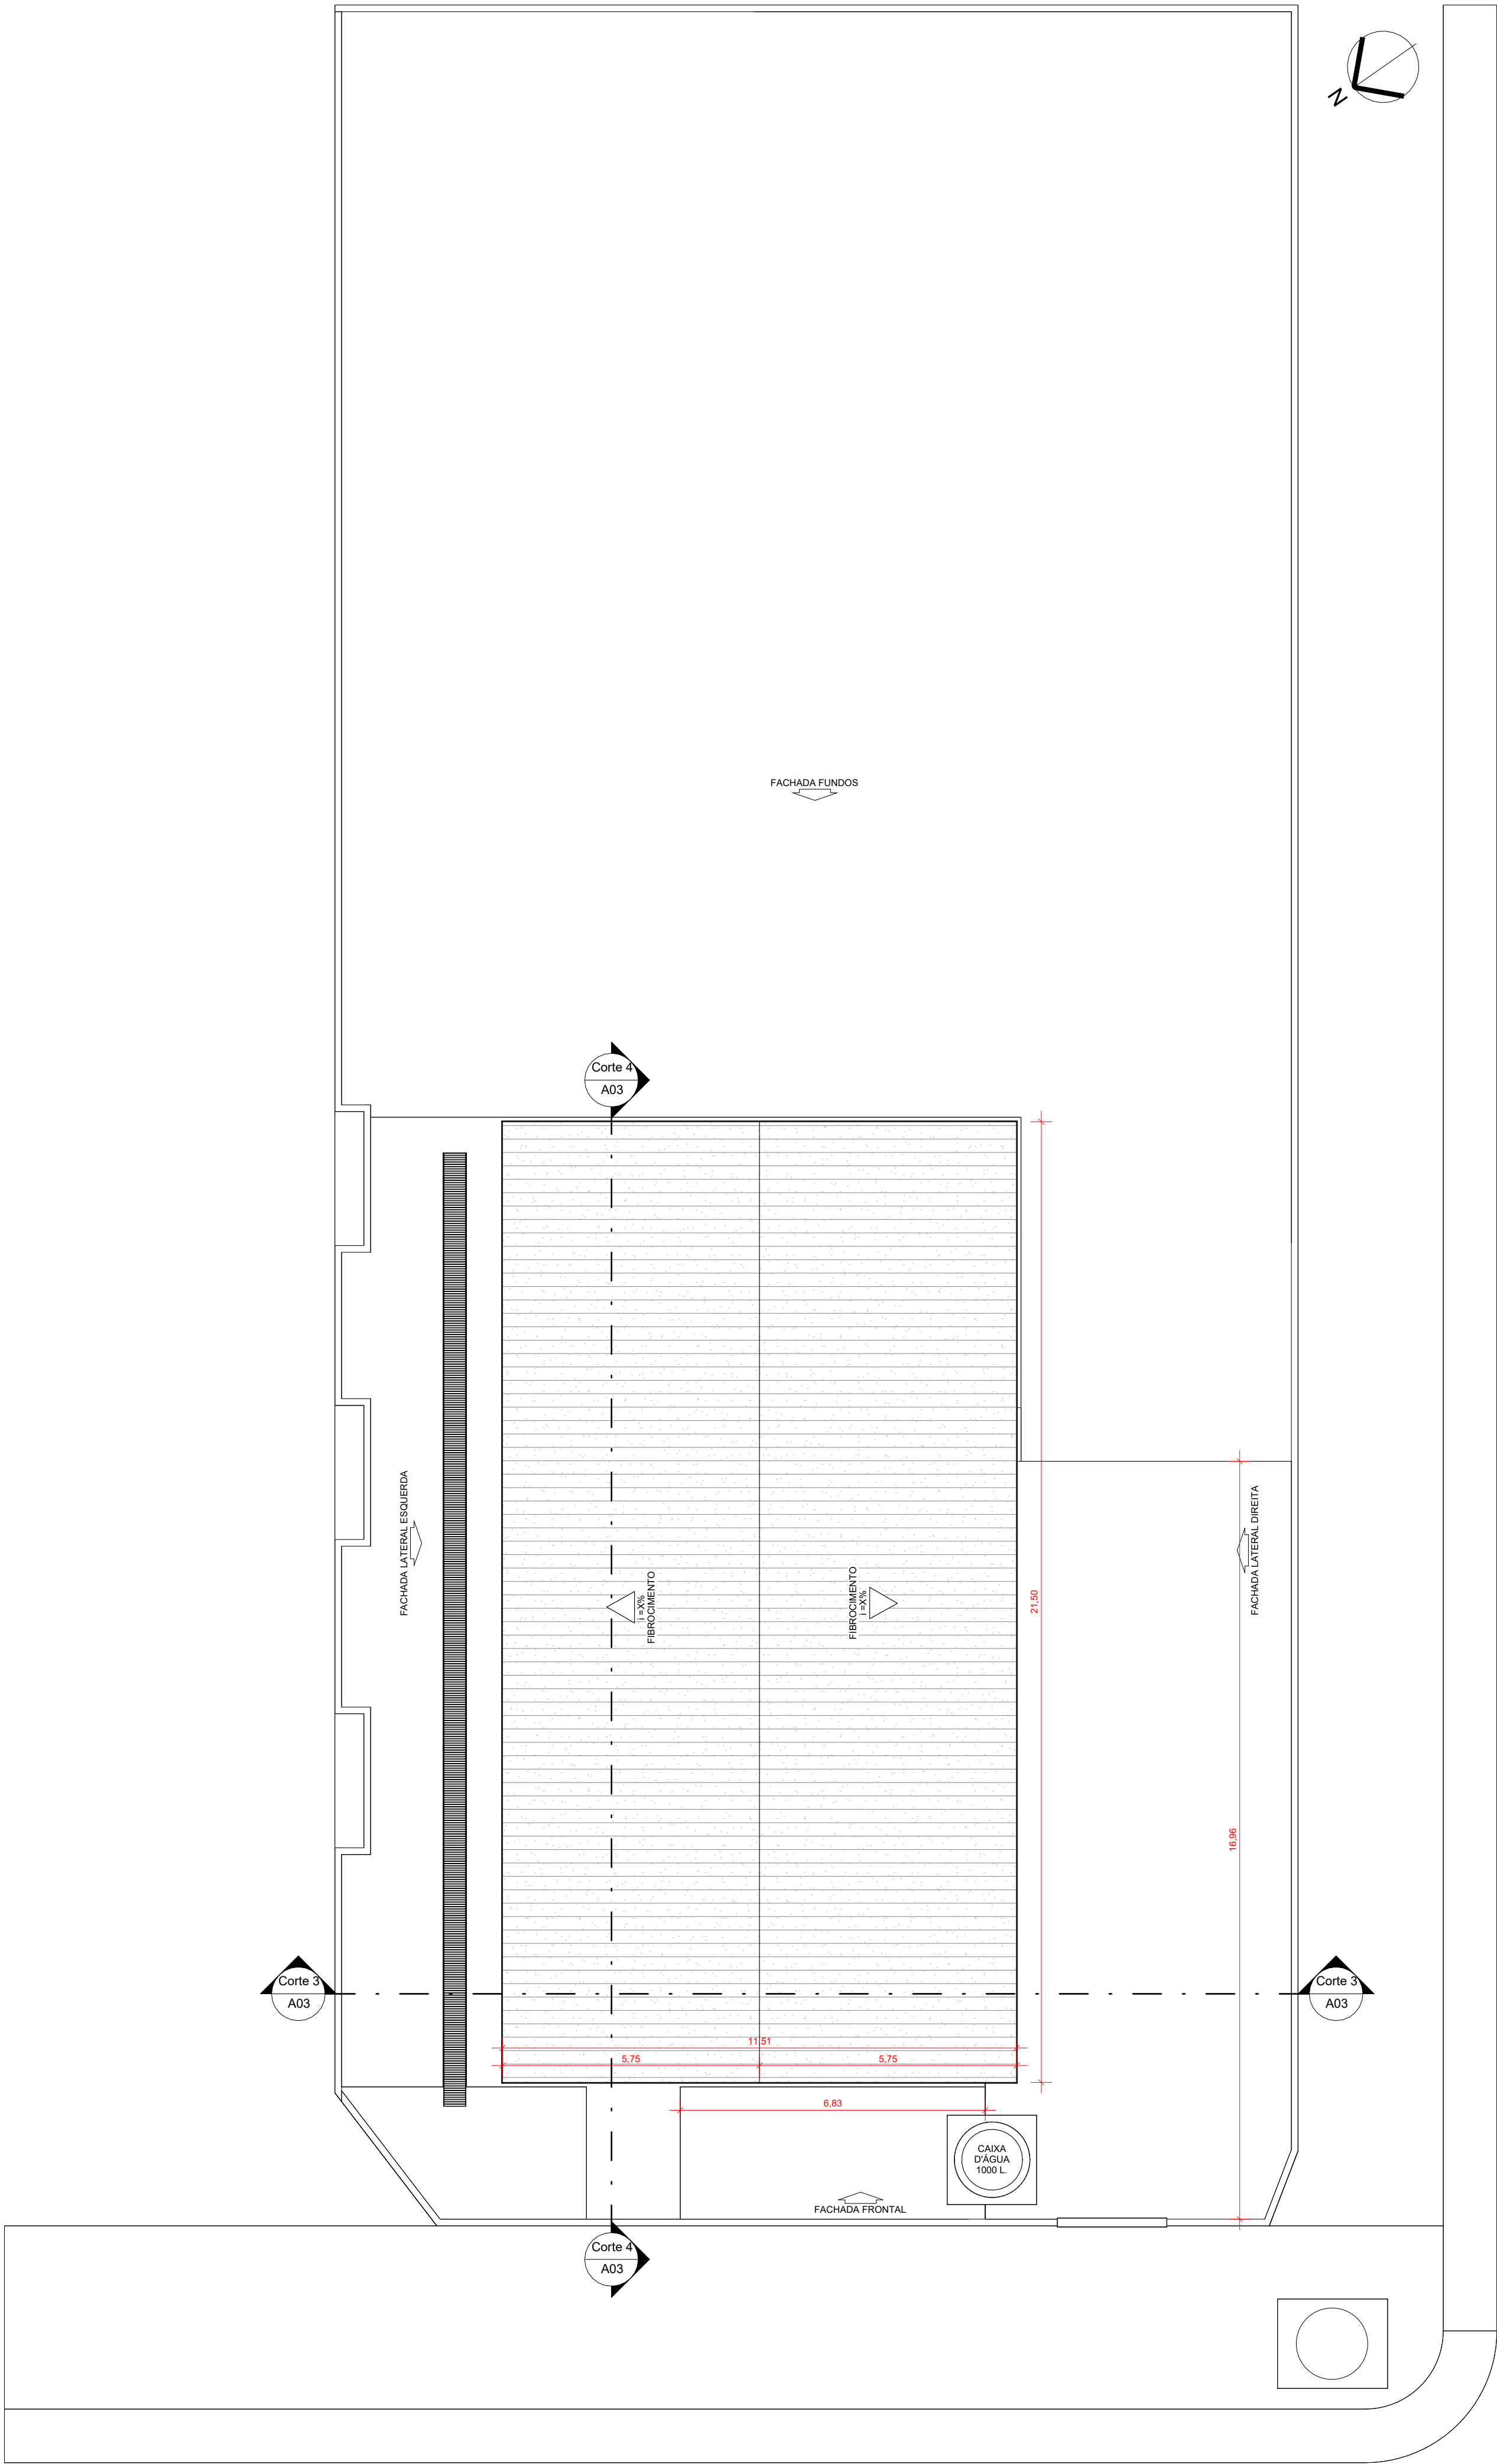 N
FACHADA FUNDOS
Corte 4
A03
FACHADA LATERAL ESQUERDA
i =X%
FIBROCIMENTO
FIBROCIMENTO
i =X%
21,50
FACHADA LATERAL DIREITA
16,96
Corte 3
A03
Corte 3
A03
11,51
5,75
5,75
6,83
CAIXA
D'ÁGUA
1000 L.
FACHADA FRONTAL
Corte 4
A03